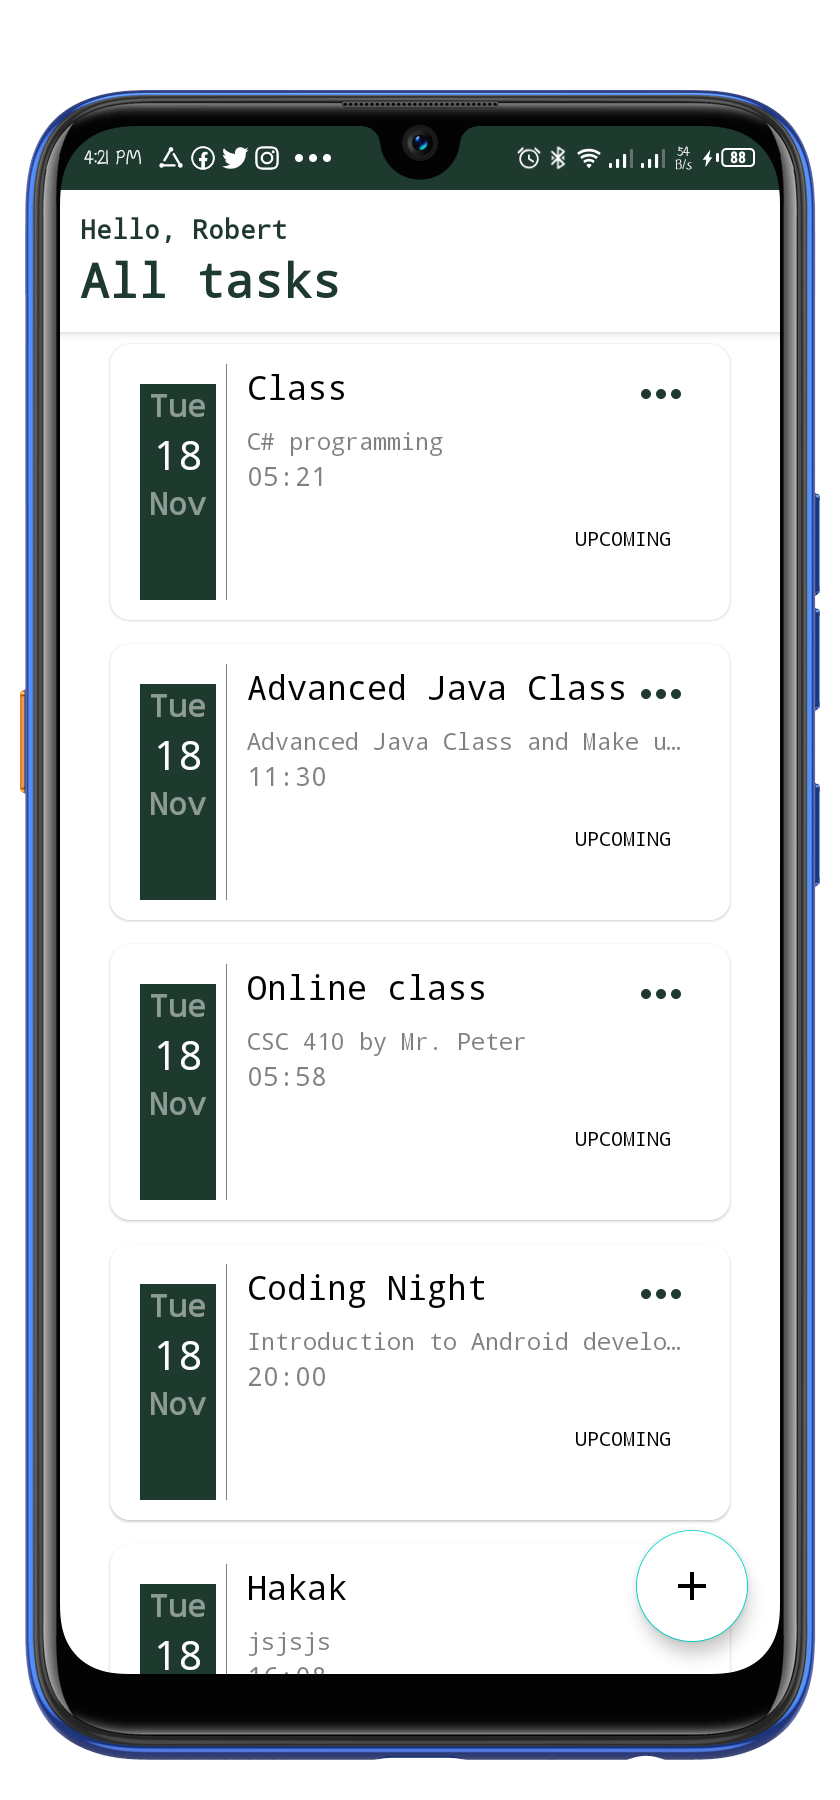 4:21 PM
54
B/s
88
Hello, Robert
All tasks
Tue
18
Nov
Class
C# programming
05:21
UPCOMING
Tue
18
Nov
Advanced Java Class
Advanced Java Class and Make u…
11:30
UPCOMING
Tue
18
Nov
Online class
CSC 410 by Mr. Peter
05:58
UPCOMING
Tue
18
Nov
Coding Night
Introduction to Android develo…
20:00
UPCOMING
Tue
18
Hakak
jsjsjs